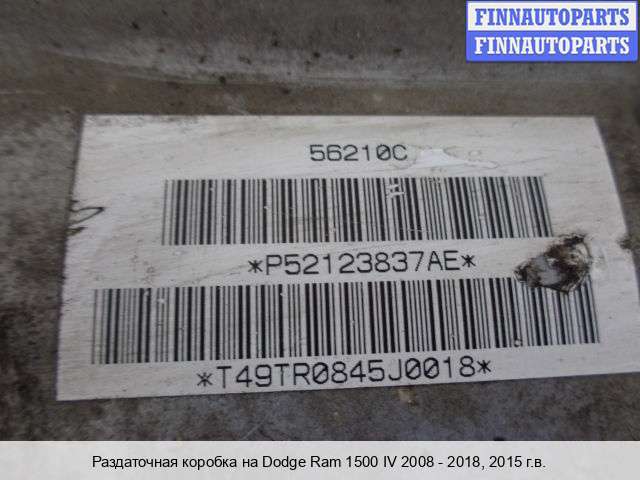 FINNAUTOPARTS
FINNAUTOPARTS
56210C
*P52123837AE*
*T49TR0845J0018*
Раздаточная коробка на Dodge Ram 1500 IV 2008 - 2018, 2015 г.в.